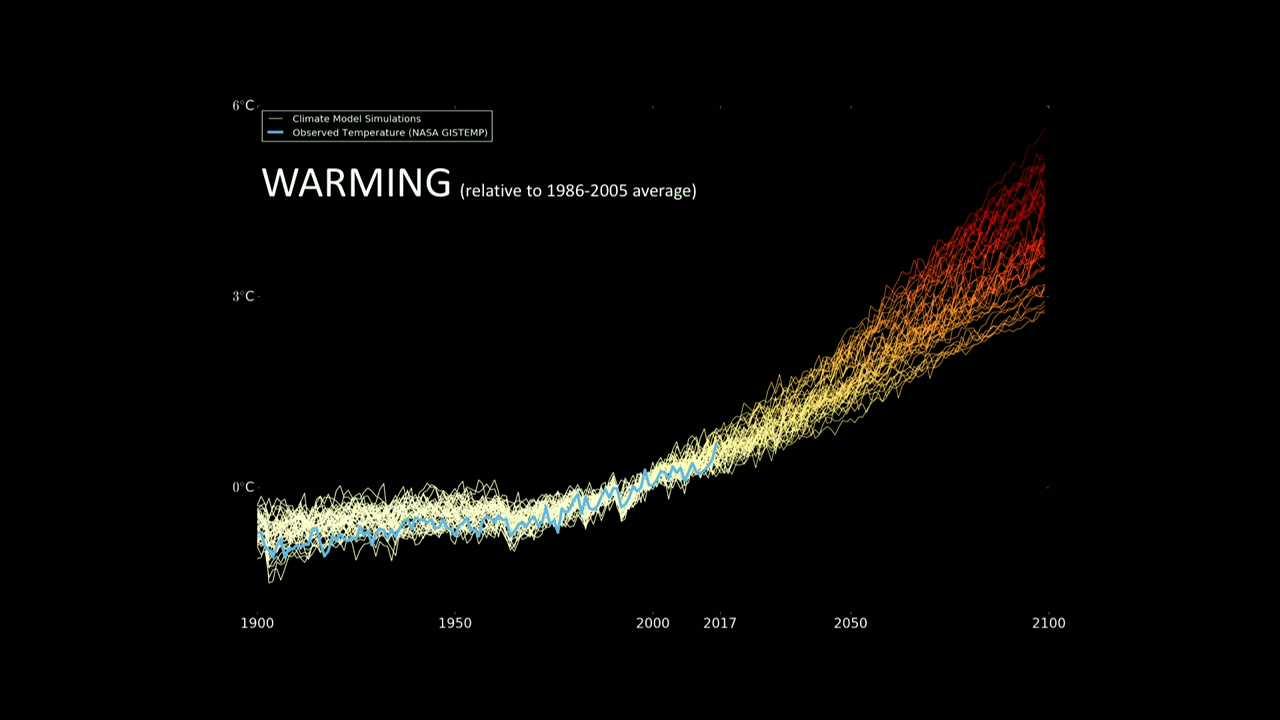 6°C
Climate Model Simulations
Observed Temperature (NASA GISTEMP)
WARMING (relative to 1986-2005 average)
3°C
0°C
1900 1950 2000 2017 2050 2100